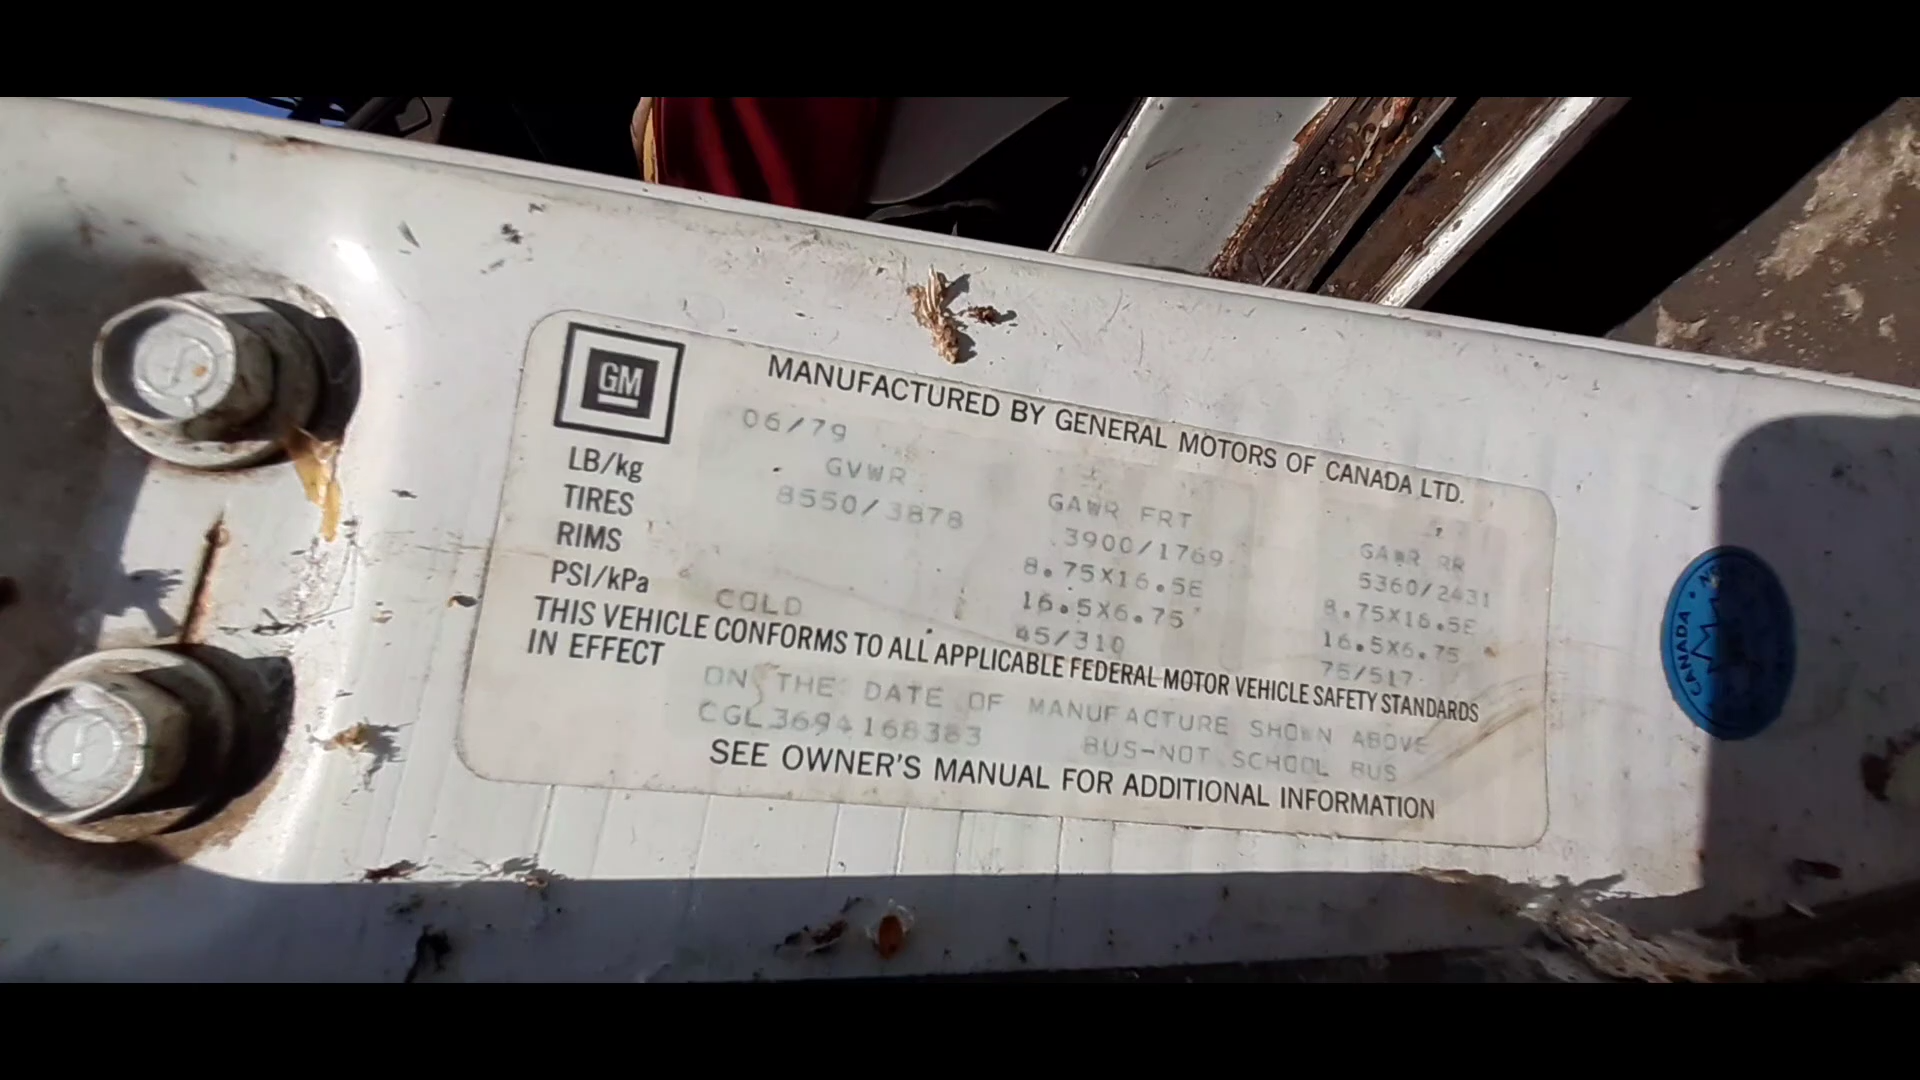 GM
MANUFACTURED BY GENERAL MOTORS OF CANADA LTD.
06/79
GVWR GAWR FRT GAWR RR
LB/kg 8550/3878 3900/1769 5360/2431
TIRES 8.75X16.5E 8.75X16.5E
RIMS 16.5X6.75 16.5X6.75
PSI/kPa COLD 45/310 75/517
THIS VEHICLE CONFORMS TO ALL APPLICABLE FEDERAL MOTOR VEHICLE SAFETY STANDARDS
IN EFFECT ON THE DATE OF MANUFACTURE SHOWN ABOVE
CGL3694168383 BUS-NOT SCHOOL BUS
SEE OWNER'S MANUAL FOR ADDITIONAL INFORMATION
CANADA